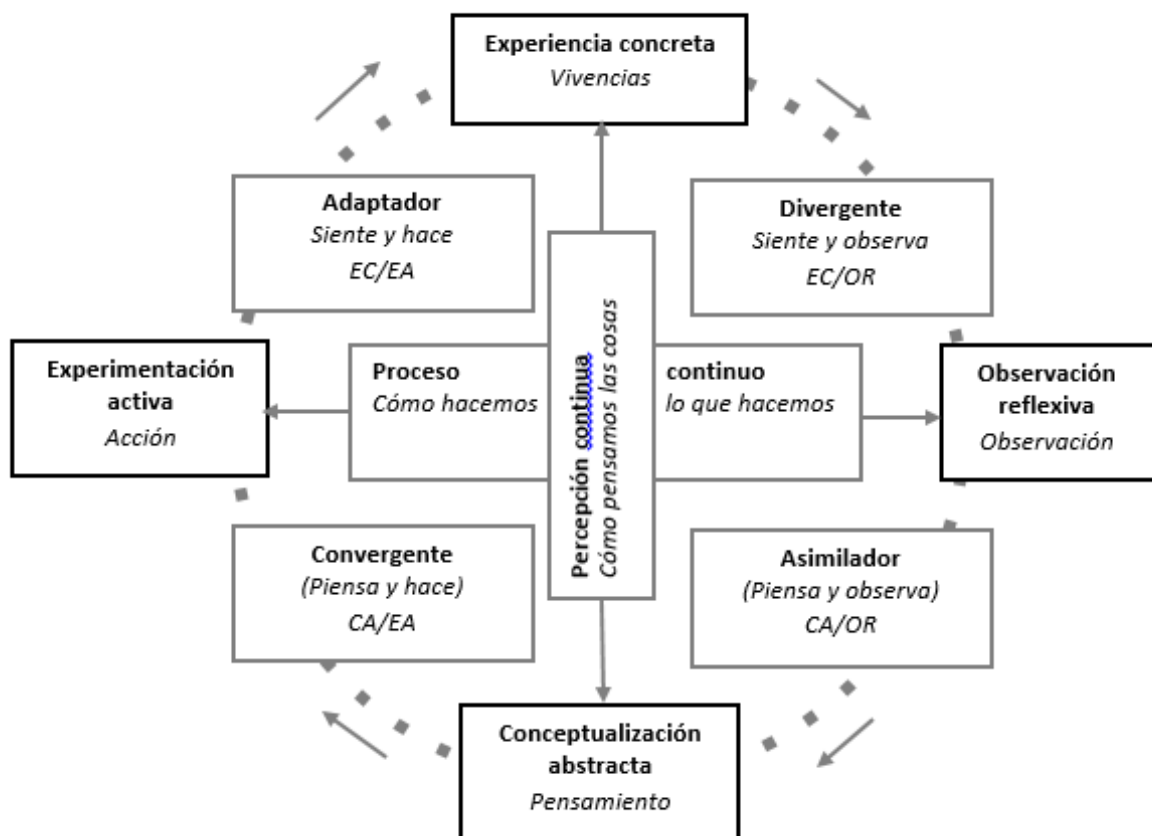 Experiencia concreta
Vivencias
Adaptador
Siente y hace
EC/EA
Divergente
Siente y observa
EC/OR
Experimentación
activa
Acción
Proceso
Cómo hacemos
Percepción continua
Cómo pensamos las cosas
continuo
lo que hacemos
Observación
reflexiva
Observación
Convergente
(Piensa y hace)
CA/EA
Asimilador
(Piensa y observa)
CA/OR
Conceptualización
abstracta
Pensamiento